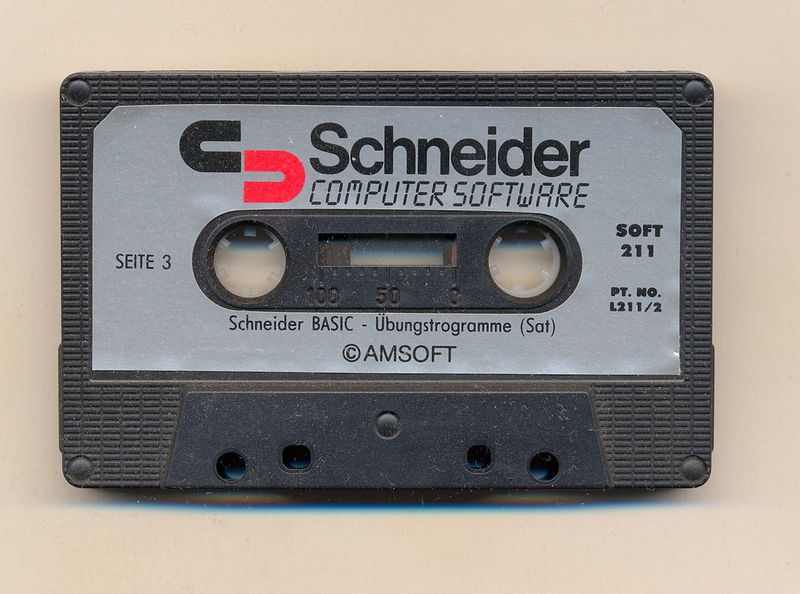 Schneider
COMPUTER SOFTWARE
SEITE 3
SOFT
211
100 50 0
PT. NO.
L211/2
Schneider BASIC - Übungstrogramme (Sat)
©AMSOFT